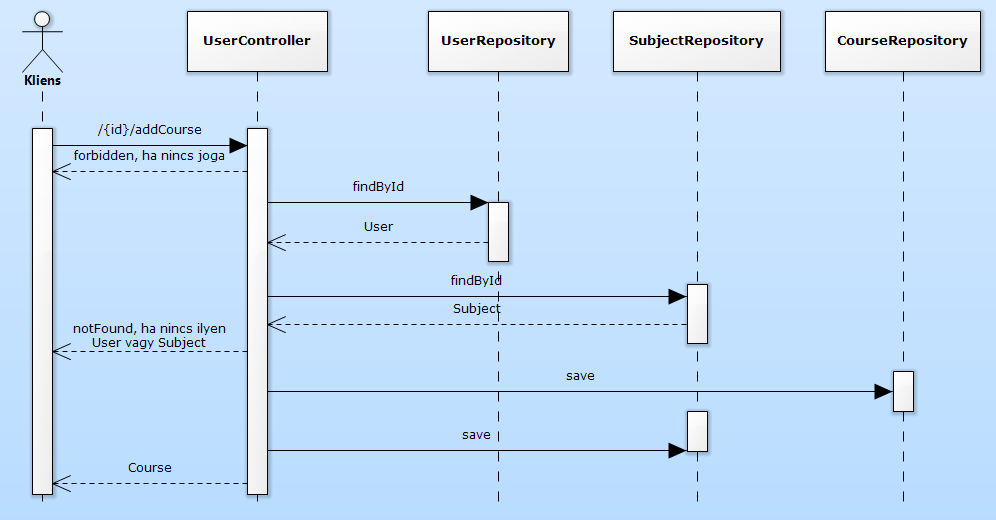 UserController
UserRepository
SubjectRepository
CourseRepository
Kliens
/{id}/addCourse
forbidden, ha nincs joga
findById
User
findById
Subject
notFound, ha nincs ilyen
User vagy Subject
save
save
Course